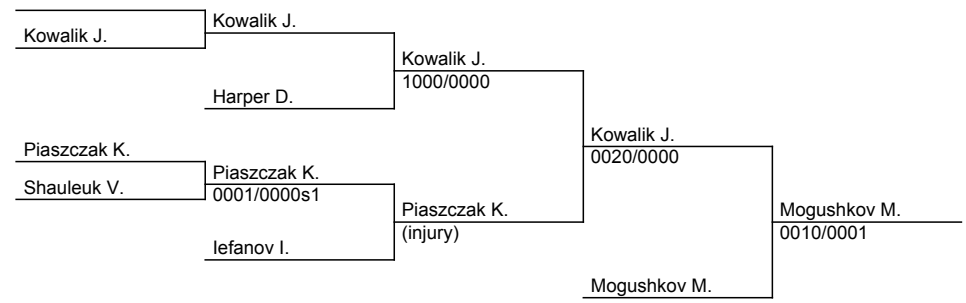 Kowalik J.
Kowalik J.
Kowalik J.
1000/0000
Harper D.
Kowalik J.
0020/0000
Piaszczak K.
Piaszczak K.
0001/0000s1
Shauleuk V.
Piaszczak K.
(injury)
Mogushkov M.
0010/0001
Iefanov I.
Mogushkov M.